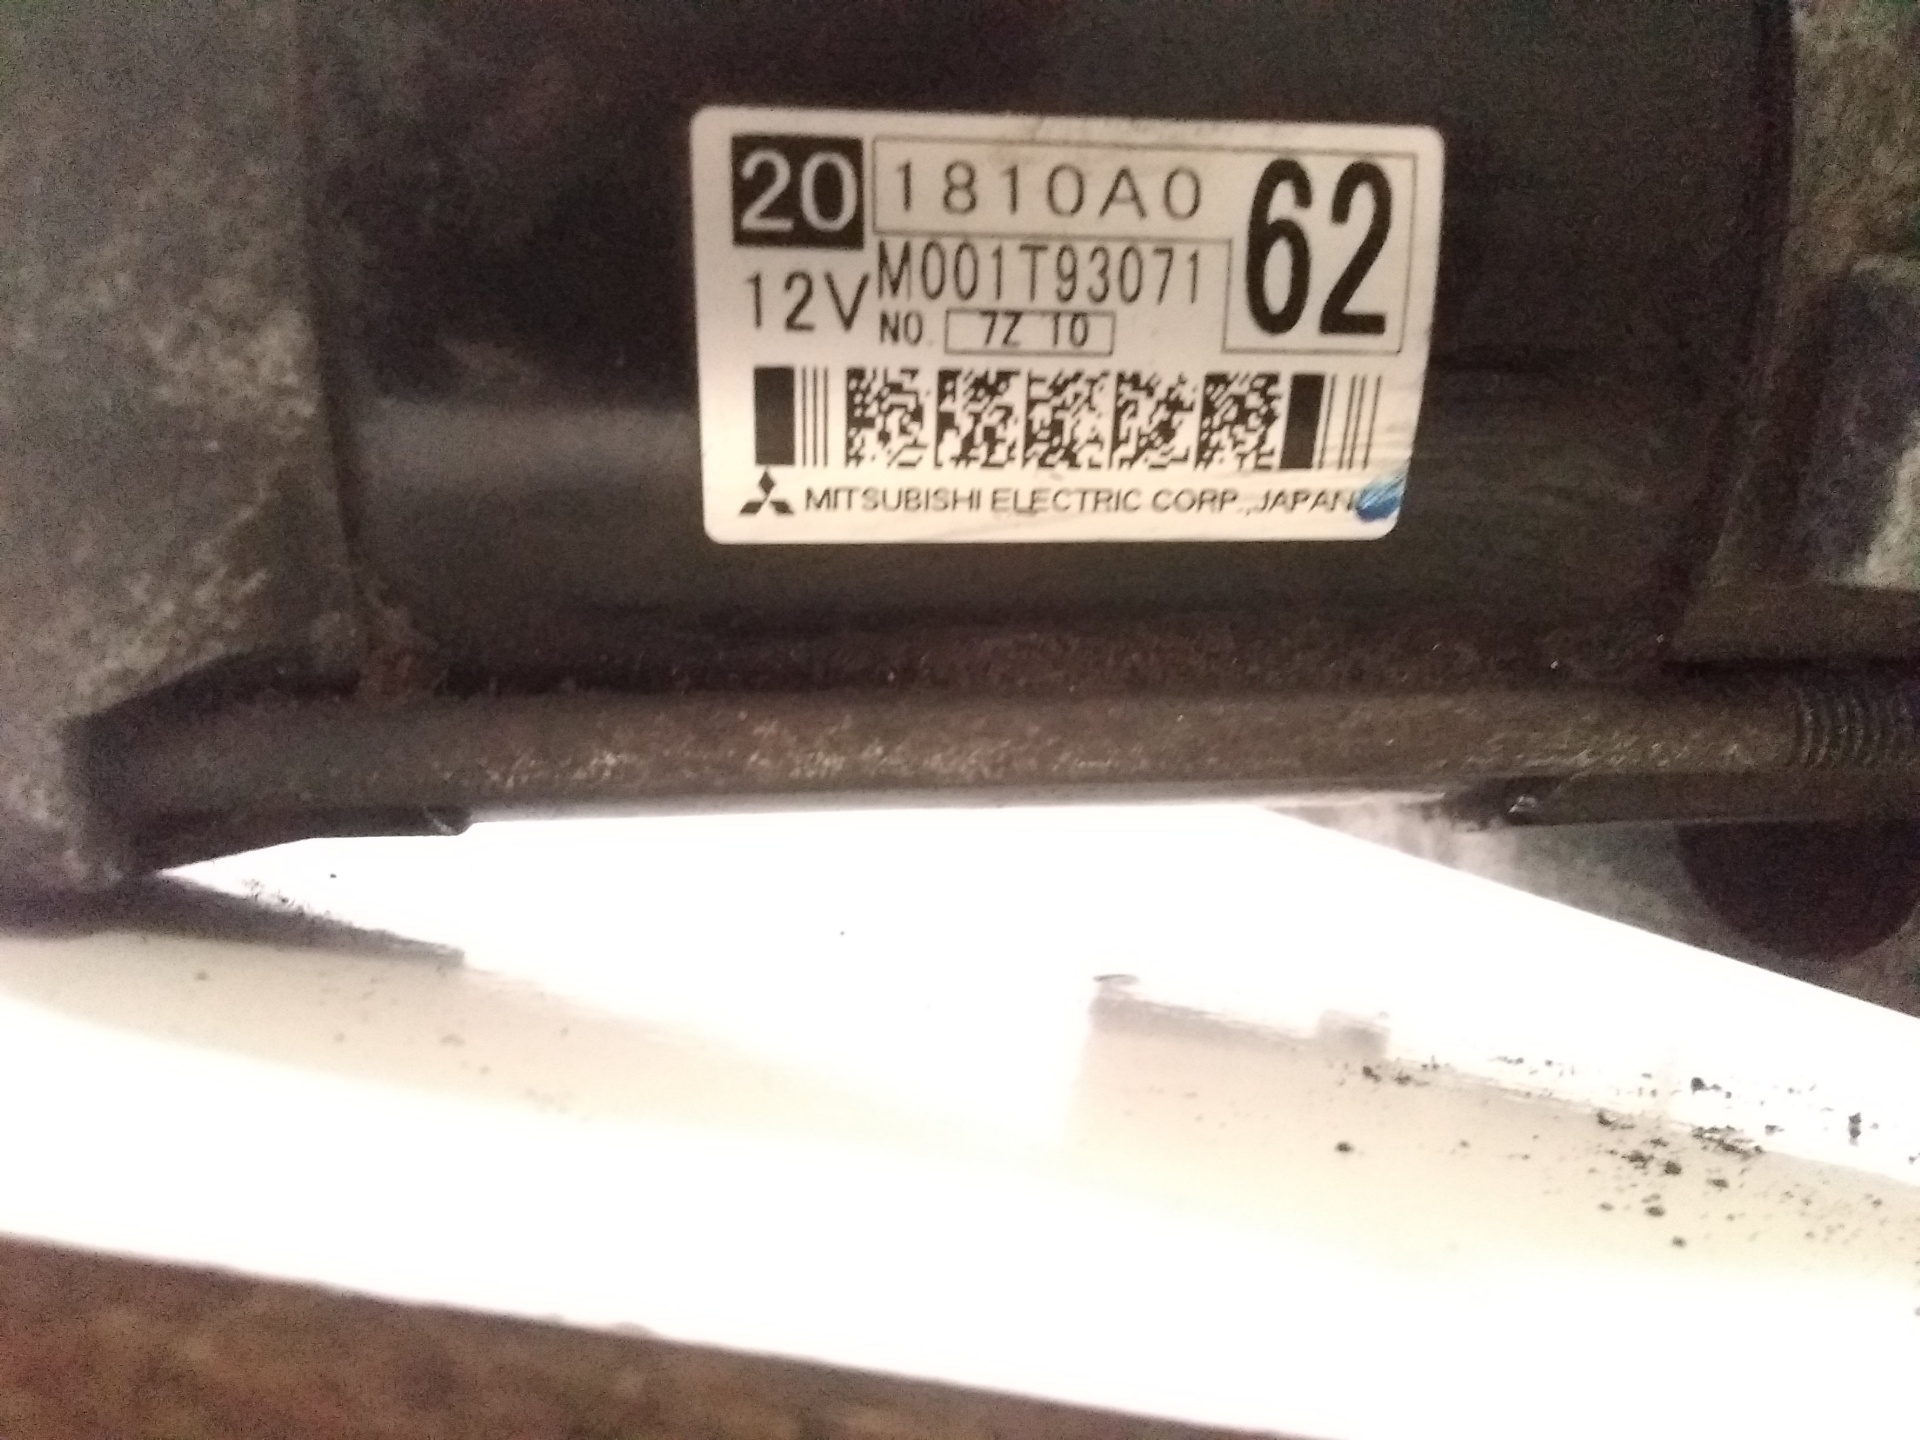 20 1810A0 62
12V M001T93071
NO. 7Z 10
MITSUBISHI ELECTRIC CORP.,JAPAN